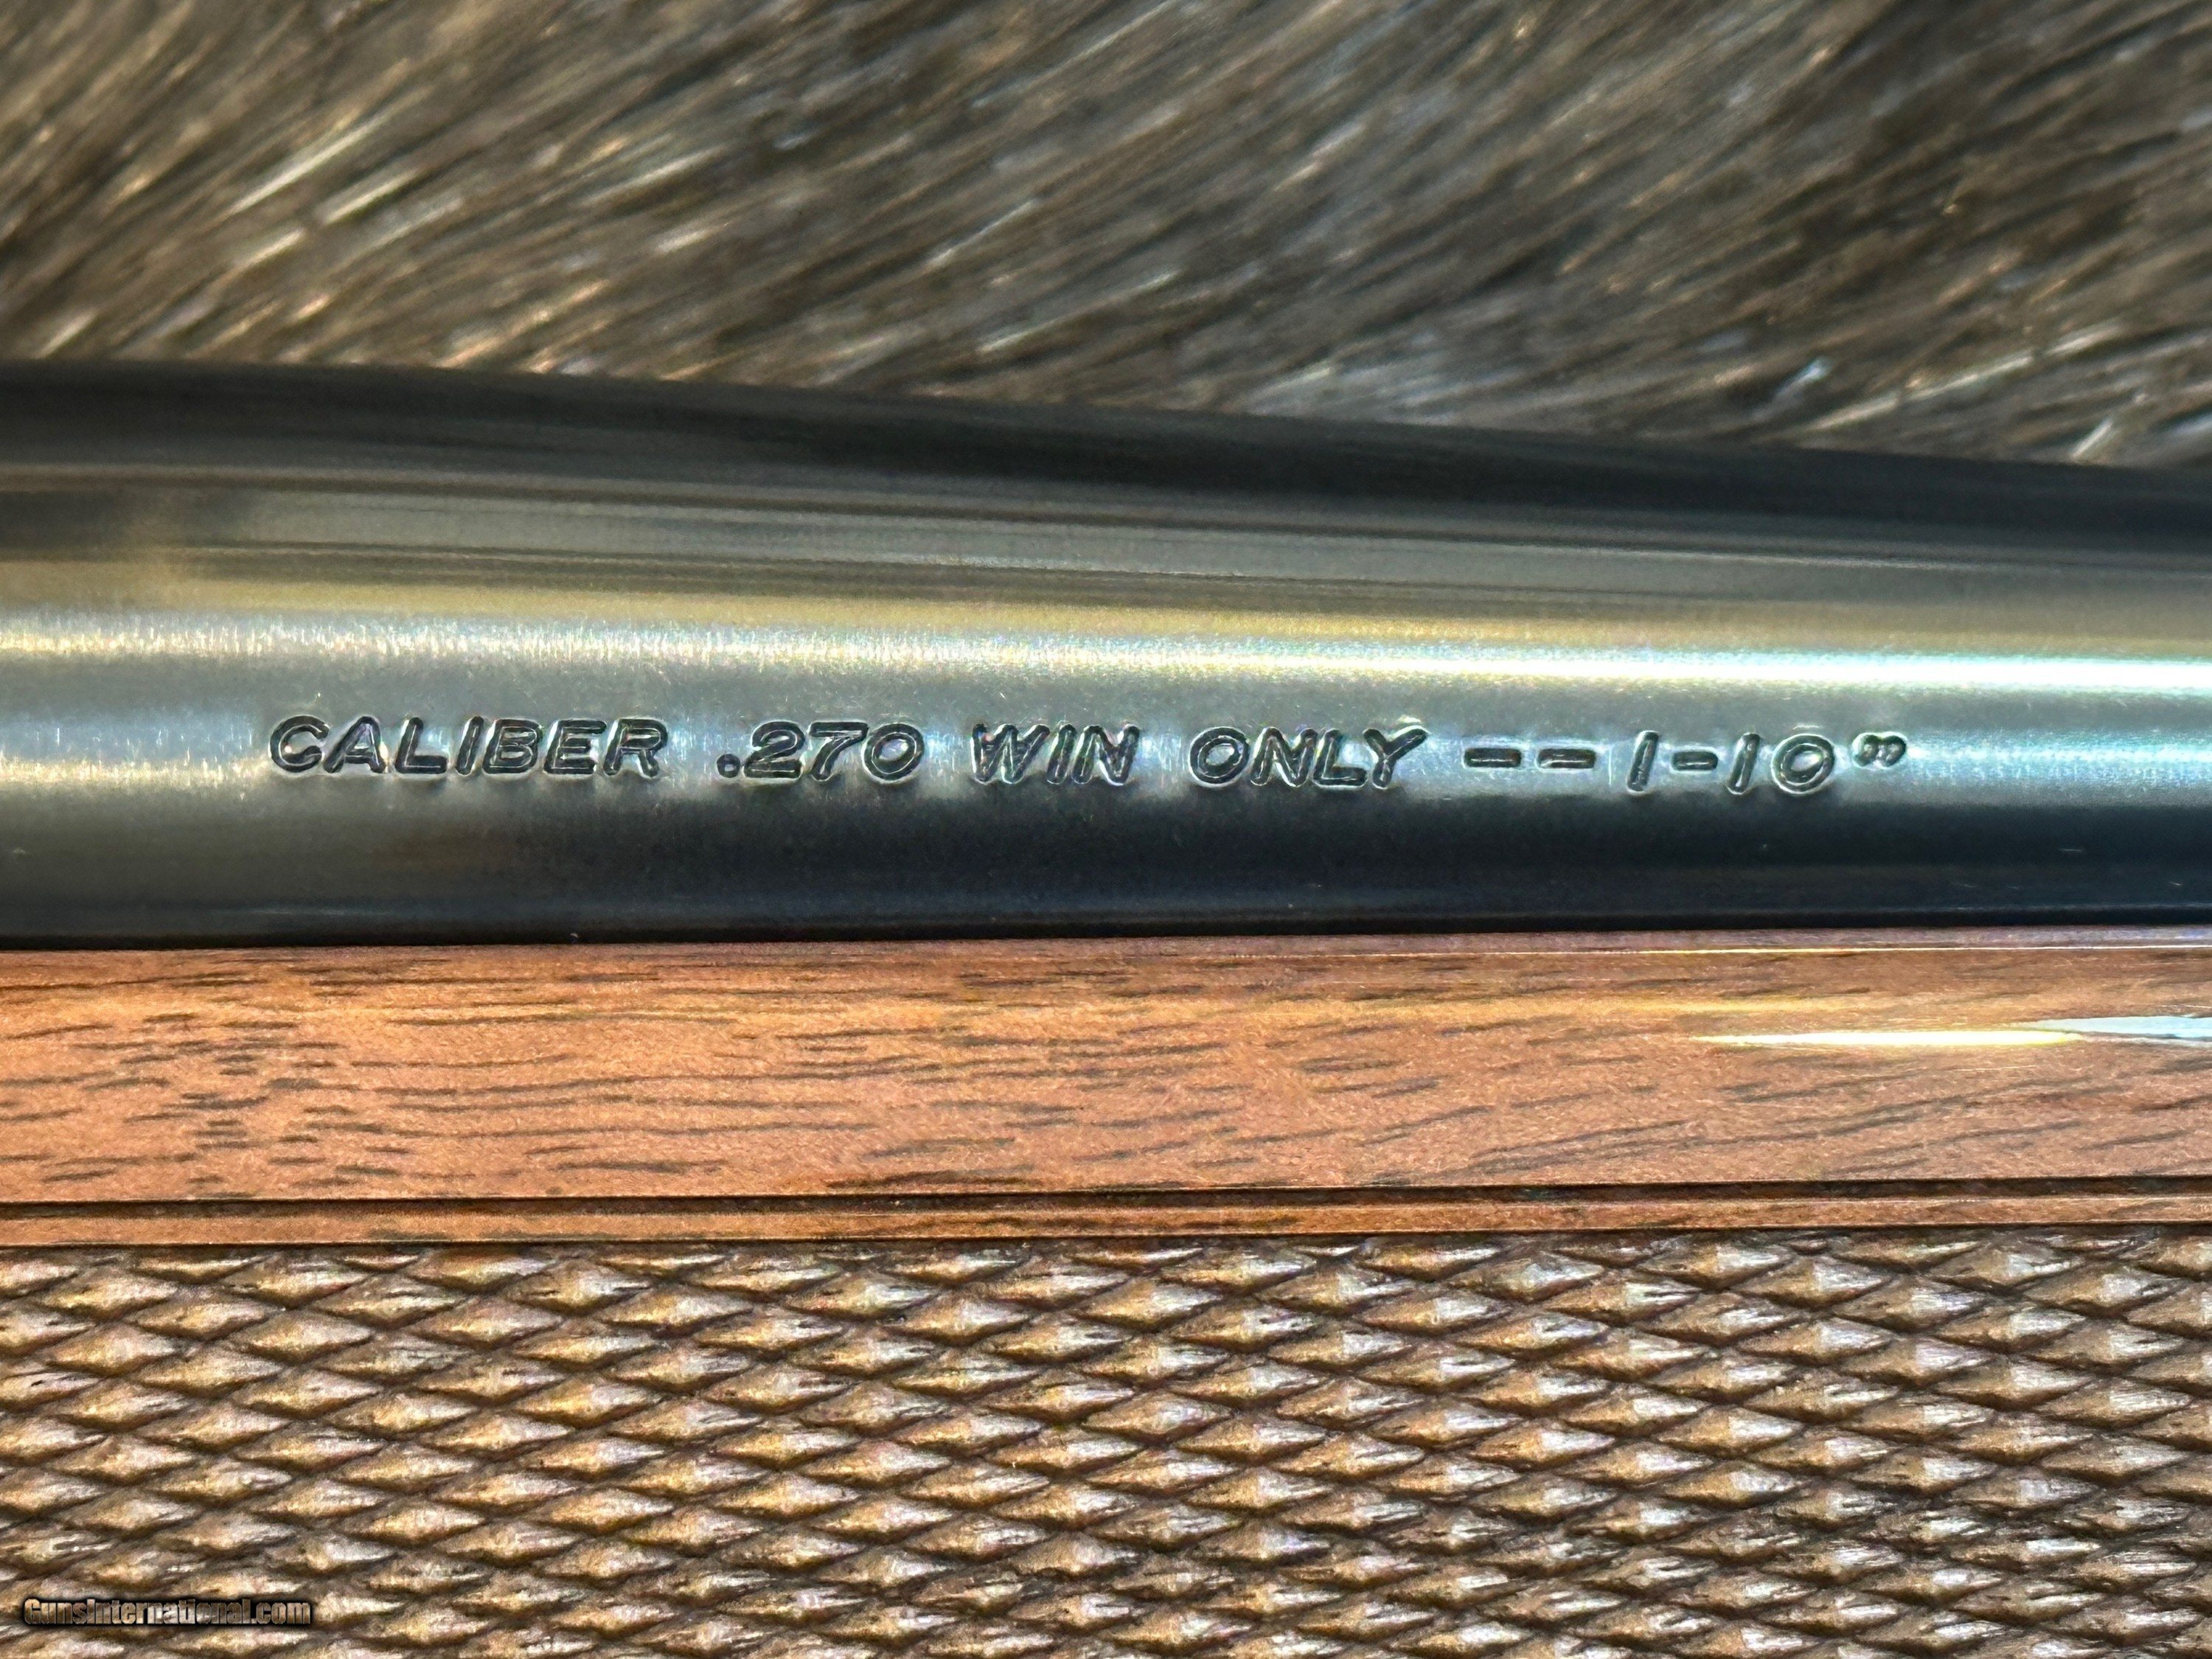 CALIBER .270 WIN ONLY -- 1-10"
GunsInternational.com